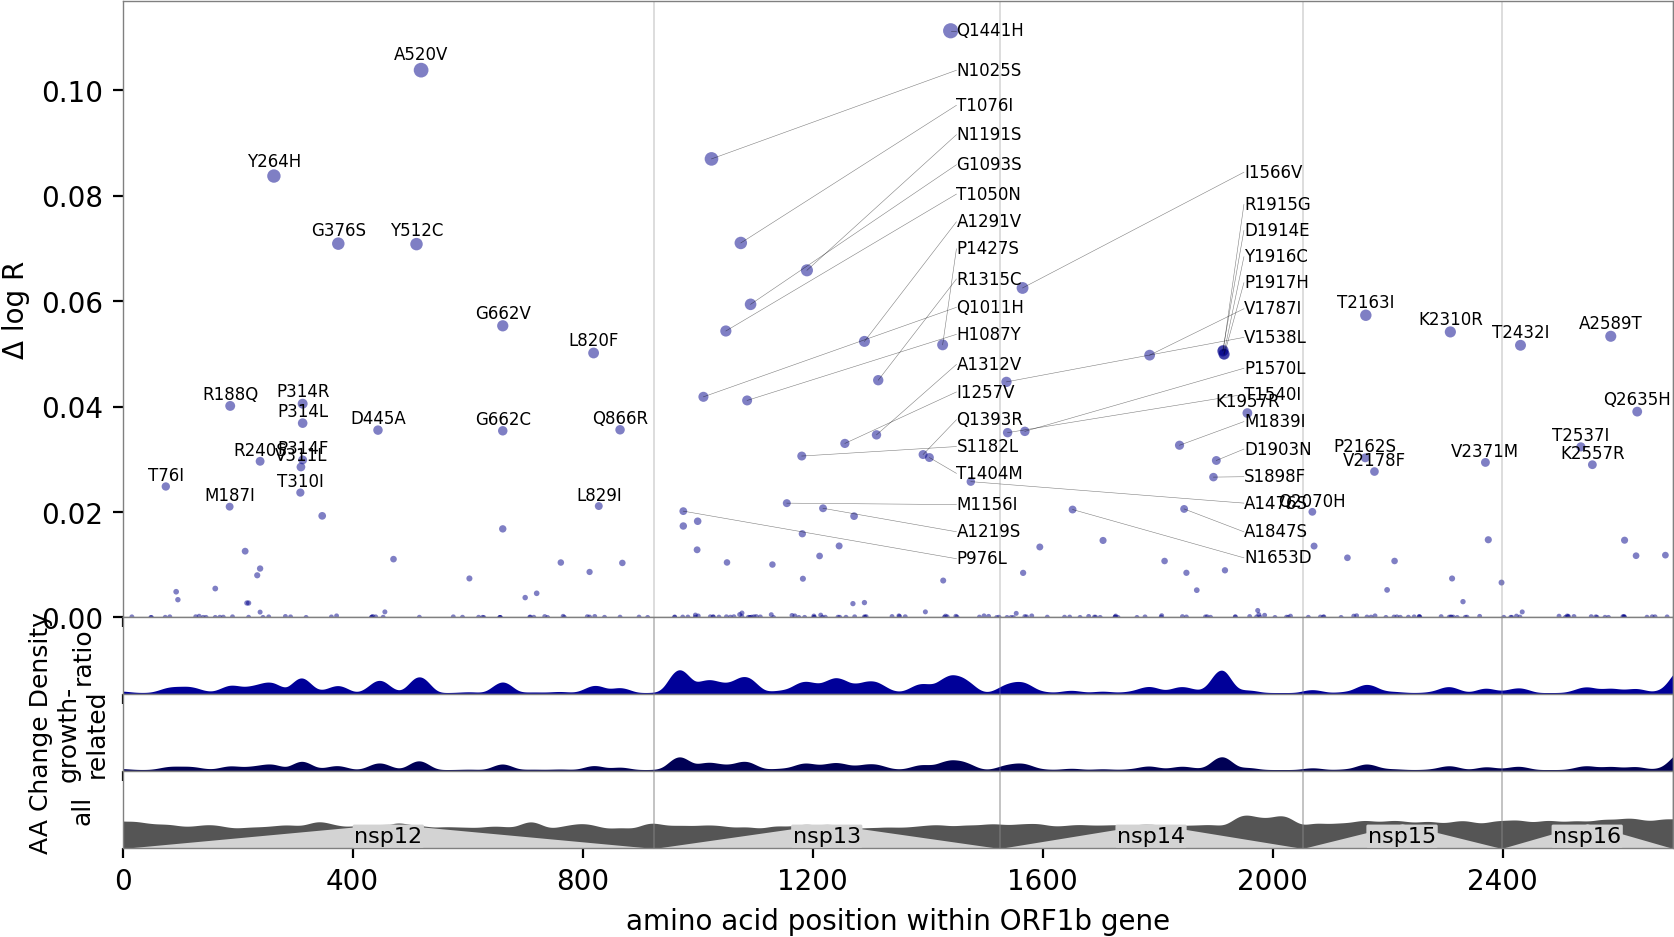 Δ log R
0.10
0.08
0.06
0.04
0.02
0.00
Q1441H
A520V
N1025S
T1076I
N1191S
Y264H
G1093S
I1566V
T1050N
R1915G
A1291V
G376S
Y512C
D1914E
P1427S
Y1916C
R1315C
P1917H
T2163I
Q1011H
V1787I
G662V
K2310R
A2589T
T2432I
H1087Y
V1538L
L820F
A1312V
P1570L
R188Q
P314R
I1257V
T1540I
K1957R
Q2635H
P314L
D445A
G662C
Q866R
Q1393R
M1839I
T2537I
R240S
P314F
V311L
S1182L
D1903N
P2162S
V2178F
V2371M
K2557R
T76I
T310I
T1404M
S1898F
M187I
L829I
M1156I
A1476S
Q2070H
A1219S
A1847S
P976L
N1653D
AA Change Density
ratio
growth-
related
all
nsp12
nsp13
nsp14
nsp15
nsp16
0
400
800
1200
1600
2000
2400
amino acid position within ORF1b gene